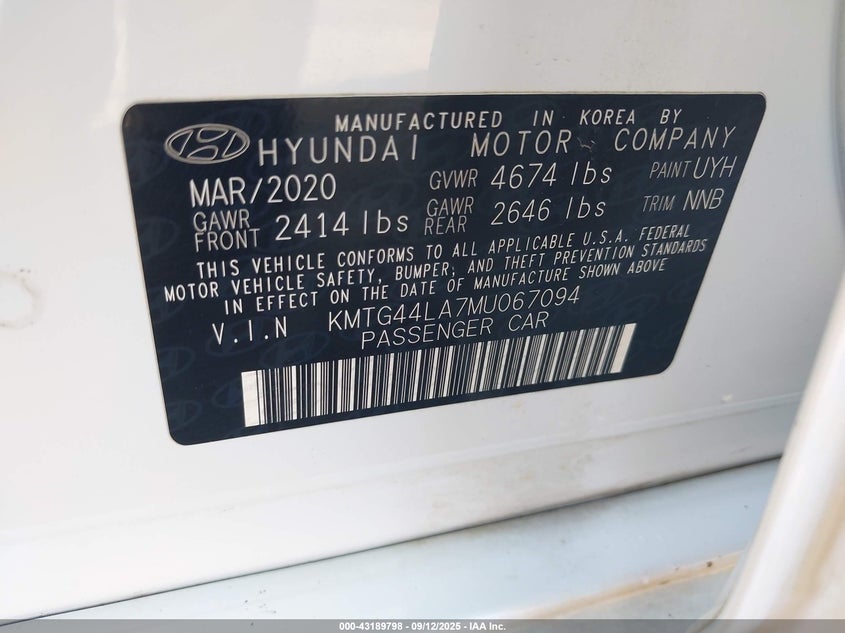 MANUFACTURED IN KOREA BY
HYUNDAI MOTOR COMPANY
MAR/2020 GVWR 4674 lbs PAINT UYH
GAWR FRONT 2414 lbs GAWR REAR 2646 lbs TRIM NNB
THIS VEHICLE CONFORMS TO ALL APPLICABLE U.S.A. FEDERAL
MOTOR VEHICLE SAFETY, BUMPER, AND THEFT PREVENTION STANDARDS
IN EFFECT ON THE DATE OF MANUFACTURE SHOWN ABOVE
V.I.N KMTG44LA7MU067094
PASSENGER CAR
000-43189798 - 09/12/2025 - IAA Inc.